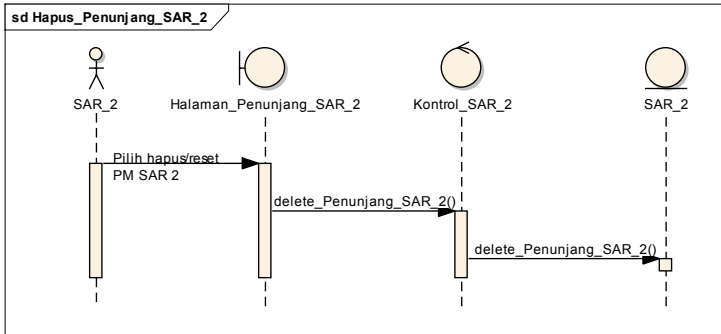 sd Hapus_Penunjang_SAR_2
SAR_2
Halaman_Penunjang_SAR_2
Kontrol_SAR_2
SAR_2
Pilih hapus/reset
PM SAR 2
delete_Penunjang_SAR_2()
delete_Penunjang_SAR_2()